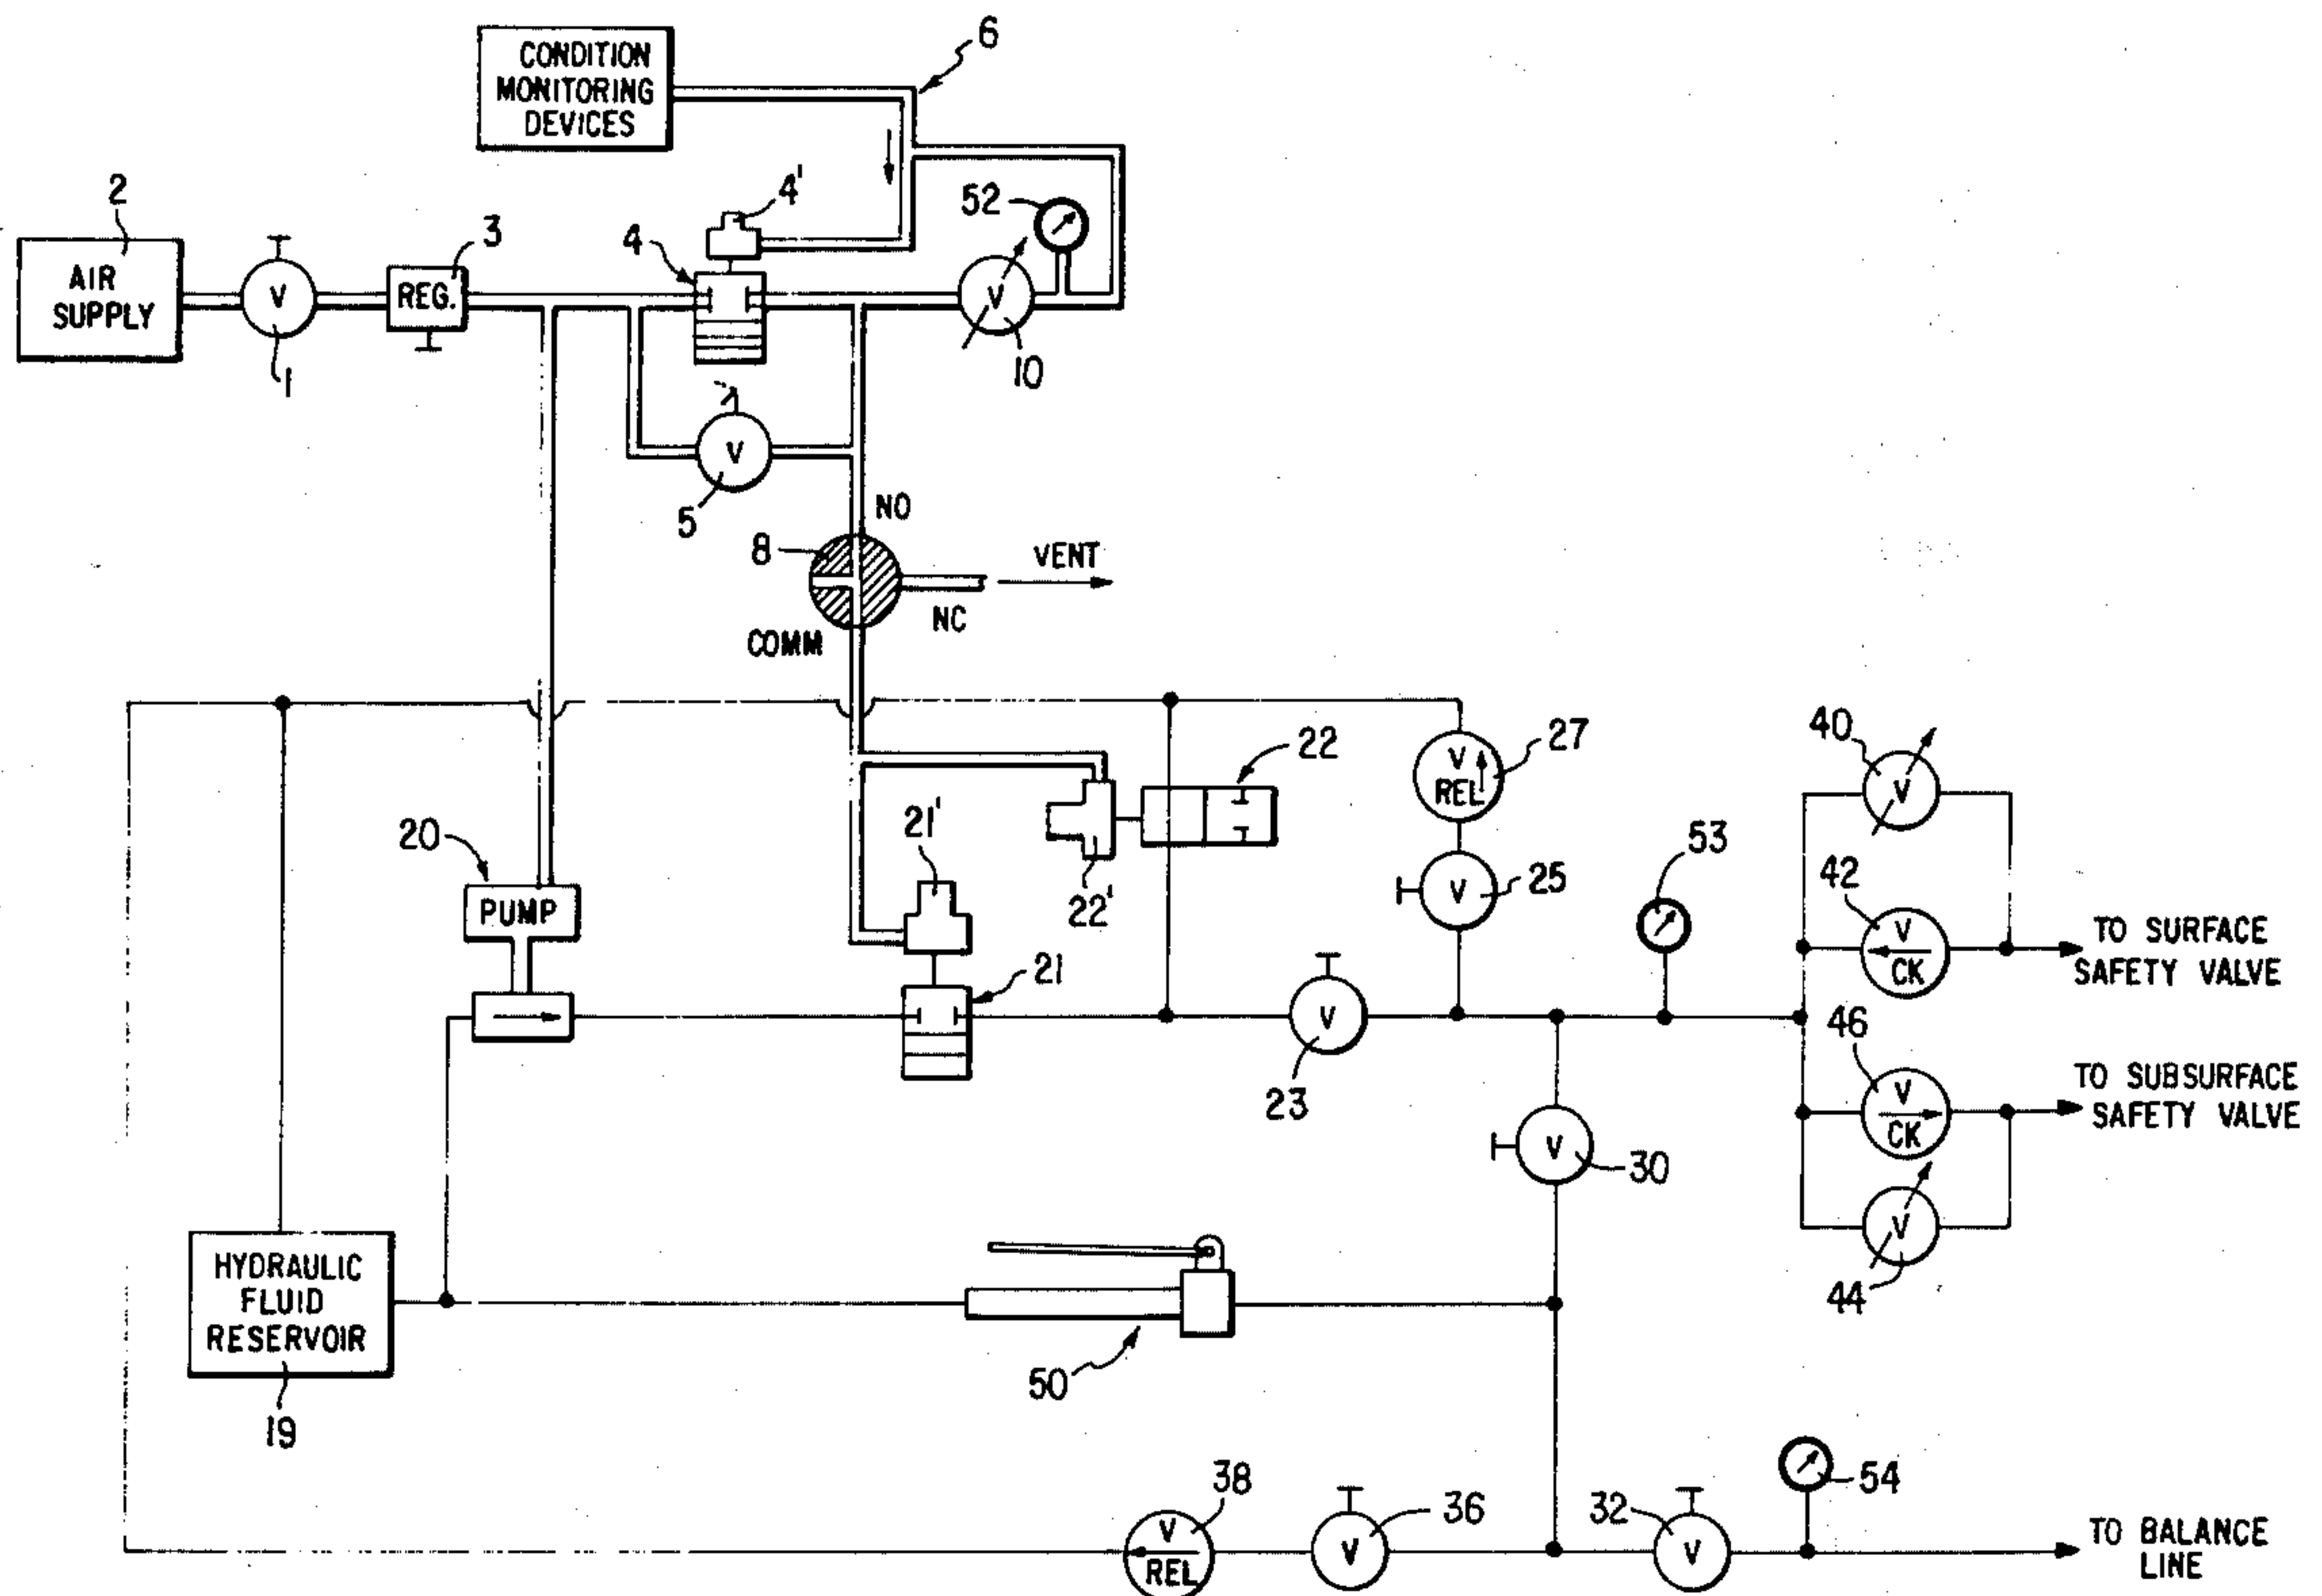 CONDITION
MONITORING
DEVICES
6
2
AIR
SUPPLY
V
1
3
REG.
4
4'
52
V
10
V
5
NO
8
VENT
NC
COMM
20
PUMP
21'
21
22
22'
V
REL
27
V
25
V
23
53
40
V
42
V
CK
TO SURFACE
SAFETY VALVE
46
V
CK
TO SUBSURFACE
SAFETY VALVE
V
44
V
30
HYDRAULIC
FLUID
RESERVOIR
19
50
38
V
REL
36
V
32
V
54
TO BALANCE
LINE